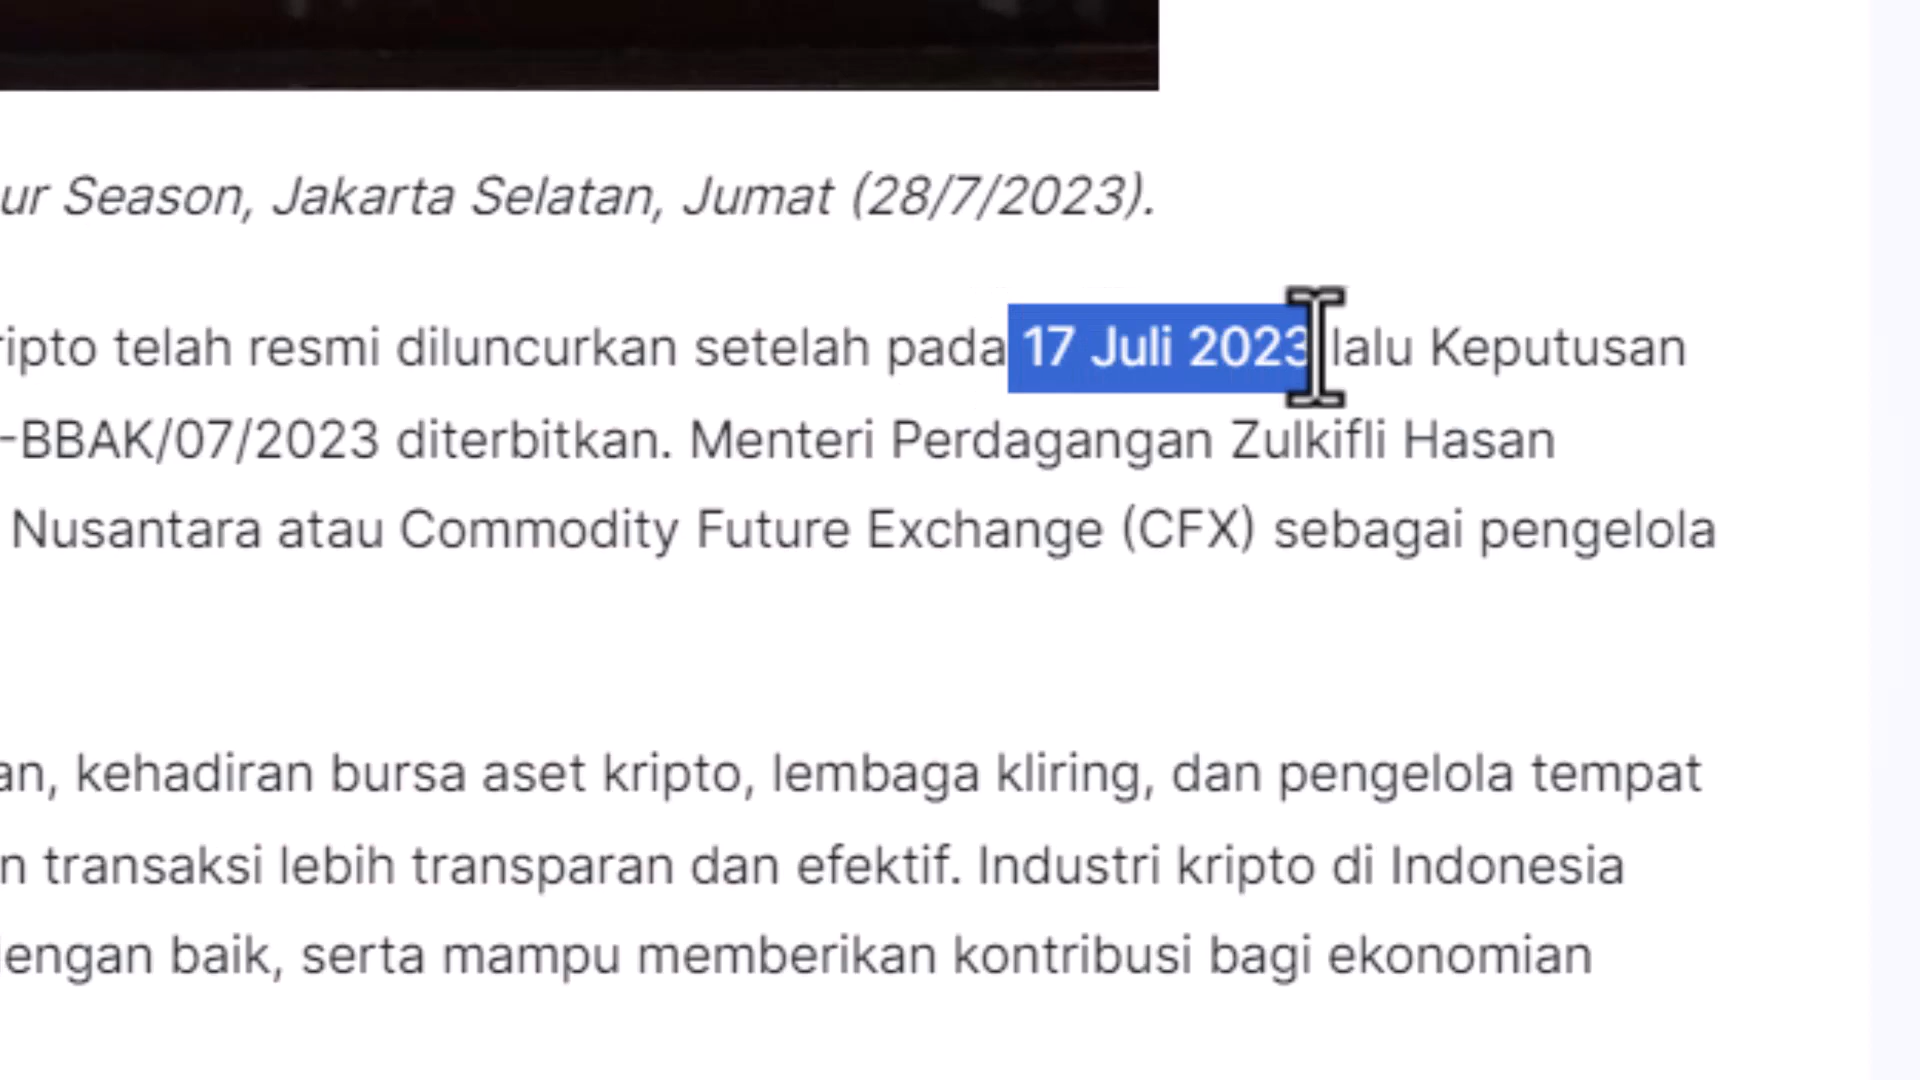 ur Season, Jakarta Selatan, Jumat (28/7/2023).
ripto telah resmi diluncurkan setelah pada 17 Juli 2023 lalu Keputusan
-BBAK/07/2023 diterbitkan. Menteri Perdagangan Zulkifli Hasan
Nusantara atau Commodity Future Exchange (CFX) sebagai pengelola
an, kehadiran bursa aset kripto, lembaga kliring, dan pengelola tempat
n transaksi lebih transparan dan efektif. Industri kripto di Indonesia
engan baik, serta mampu memberikan kontribusi bagi ekonomian